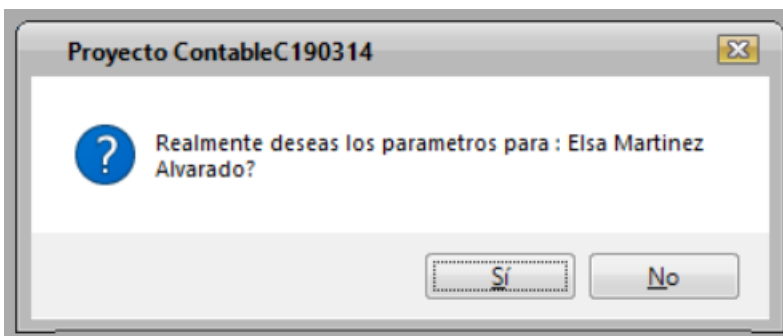 Proyecto ContableC190314
Realmente deseas los parametros para : Elsa Martinez
Alvarado?
Sí
No